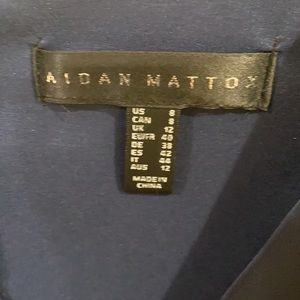 AIDAN MATTOX
US 8
CAN 8
UK 12
EU/FR 40
DE 38
ES 42
IT 44
AUS 12
MADE IN
CHINA